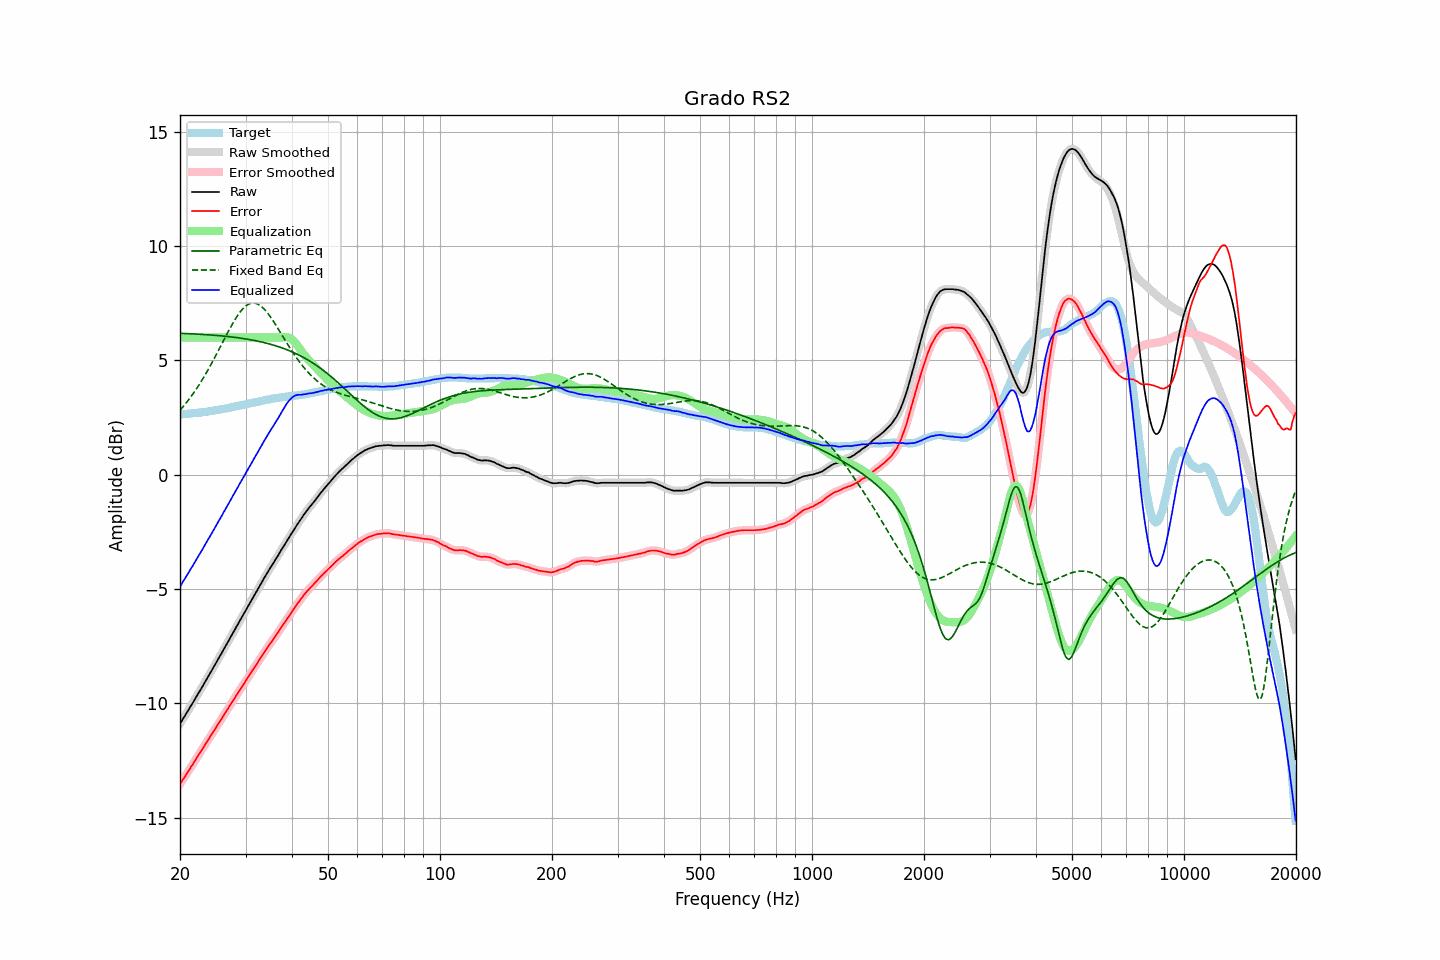 Grado RS2
Target
Raw Smoothed
Error Smoothed
Raw
Error
Equalization
Parametric Eq
Fixed Band Eq
Equalized
15
10
5
0
−5
−10
−15
Amplitude (dBr)
20
50
100
200
500
1000
2000
5000
10000
20000
Frequency (Hz)